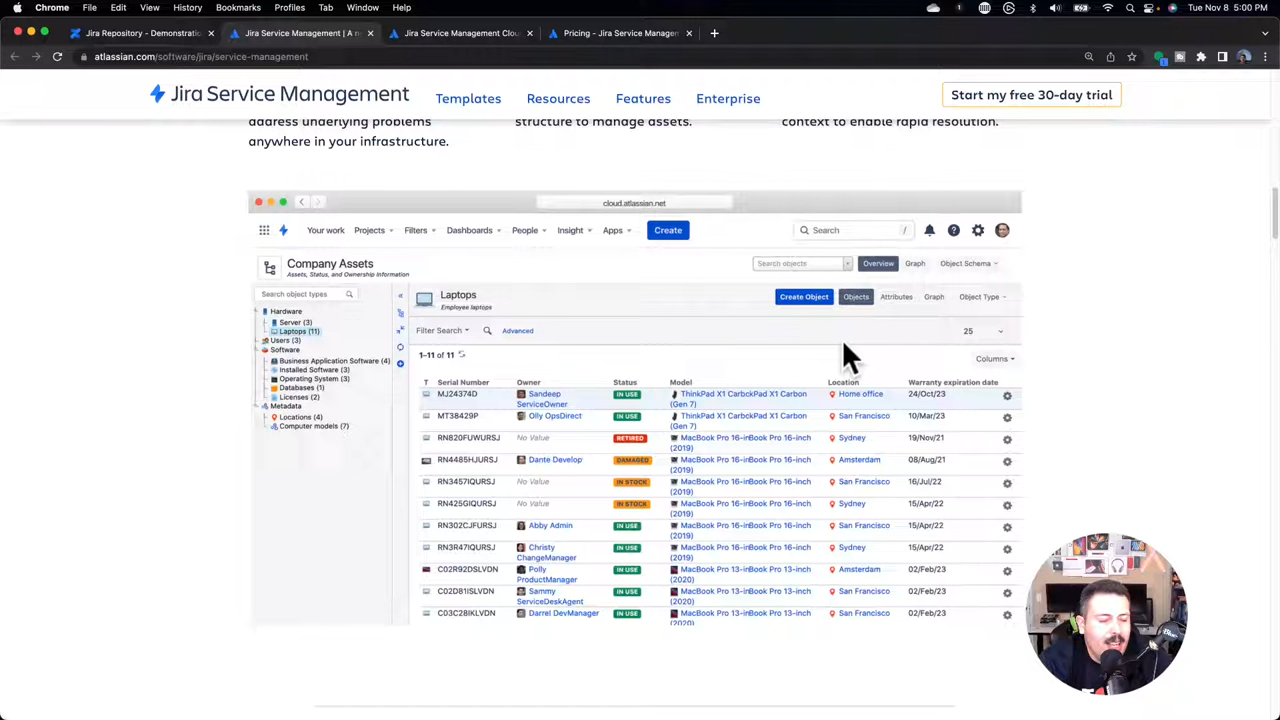 Chrome File Edit View History Bookmarks Profiles Tab Window Help Tue Nov 8 5:00 PM
Jira Repository - Demonstratio × Jira Service Management | A n × Jira Service Management Clou × Pricing - Jira Service Managem × +
atlassian.com/software/jira/service-management
Jira Service Management Templates Resources Features Enterprise Start my free 30-day trial
address underlying problems structure to manage assets. context to enable rapid resolution.
anywhere in your infrastructure.
cloud.atlassian.net
Your work Projects Filters Dashboards People Insight Apps Create Search /
Company Assets Search objects Overview Graph Object Schema
Assets, Status, and Ownership Information
Search object types Laptops Create Object Objects Attributes Graph Object Type
Employee laptops
Hardware
Server (3)
Laptops (11) Filter Search Advanced 25
Users (3)
Software 1–11 of 11 Columns
Business Application Software (4)
Installed Software (3)
Operating System (3) T Serial Number Owner Status Model Location Warranty expiration date
Databases (1) MJ24374D Sandeep IN USE ThinkPad X1 CarbckPad X1 Carbon Home office 24/Oct/23
Licenses (2) ServiceOwner (Gen 7)
Metadata
Locations (4) MT38429P Olly OpsDirect IN USE ThinkPad X1 CarbckPad X1 Carbon San Francisco 10/Mar/23
Computer models (7) (Gen 7)
RN820FUWURSJ No Value RETIRED MacBook Pro 16-inBook Pro 16-inch Sydney 19/Nov/21
(2019)
RN4485HJURSJ Dante Develop DAMAGED MacBook Pro 16-inBook Pro 16-inch Amsterdam 08/Aug/21
(2019)
RN3457IQURSJ No Value IN STOCK MacBook Pro 16-inBook Pro 16-inch San Francisco 16/Jul/22
(2019)
RN425GIQURSJ No Value IN STOCK MacBook Pro 16-inBook Pro 16-inch Sydney 15/Apr/22
(2019)
RN302CJFURSJ Abby Admin IN USE MacBook Pro 16-inBook Pro 16-inch San Francisco 15/Apr/22
(2019)
RN3R47IQURSJ Christy IN USE MacBook Pro 16-inBook Pro 16-inch Sydney 15/Apr/22
ChangeManager (2019)
C02R92DSLVDN Polly IN USE MacBook Pro 13-inBook Pro 13-inch Amsterdam 02/Feb/23
ProductManager (2020)
C02D81SLVDN Sammy IN USE MacBook Pro 13-inBook Pro 13-inch San Francisco 02/Feb/23
ServiceDeskAgent (2020)
C03C28IKLVDN Darrel DevManager IN USE MacBook Pro 13-inBook Pro 13-inch San Francisco 02/Feb/23
(2020)
Blue